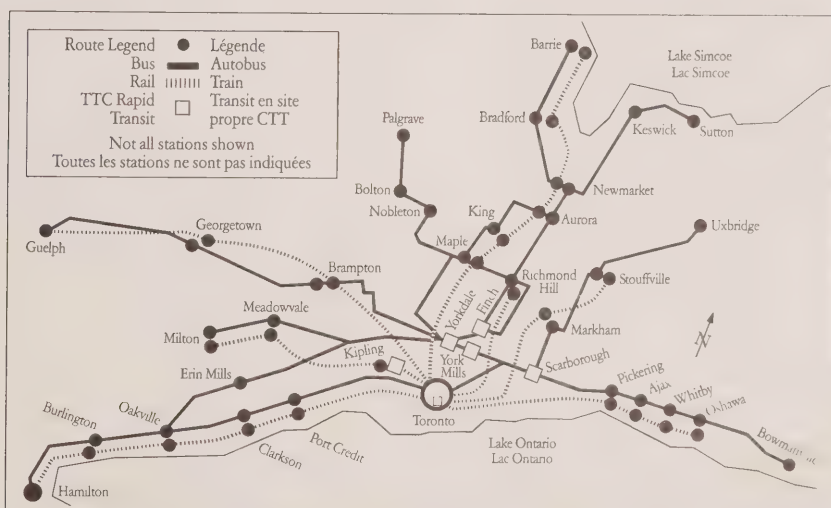 Route Legend ● Légende
Bus Autobus
Rail Train
TTC Rapid Transit en site
Transit propre CTT
Not all stations shown
Toutes les stations ne sont pas indiquées
Barrie
Lake Simcoe
Lac Simcoe
Palgrave
Bradford
Keswick
Sutton
Bolton
Newmarket
Nobleton
King
Aurora
Uxbridge
Georgetown
Guelph
Maple
Brampton
Richmond
Hill
Stouffville
Meadowvale
Yorkdale
Finch
Markham
Milton
Kipling
York
Mills
Scarborough
N
Erin Mills
Pickering
Ajax
Whitby
Oshawa
Burlington
Oakville
Toronto
Port Credit
Clarkson
Lake Ontario
Lac Ontario
Hamilton